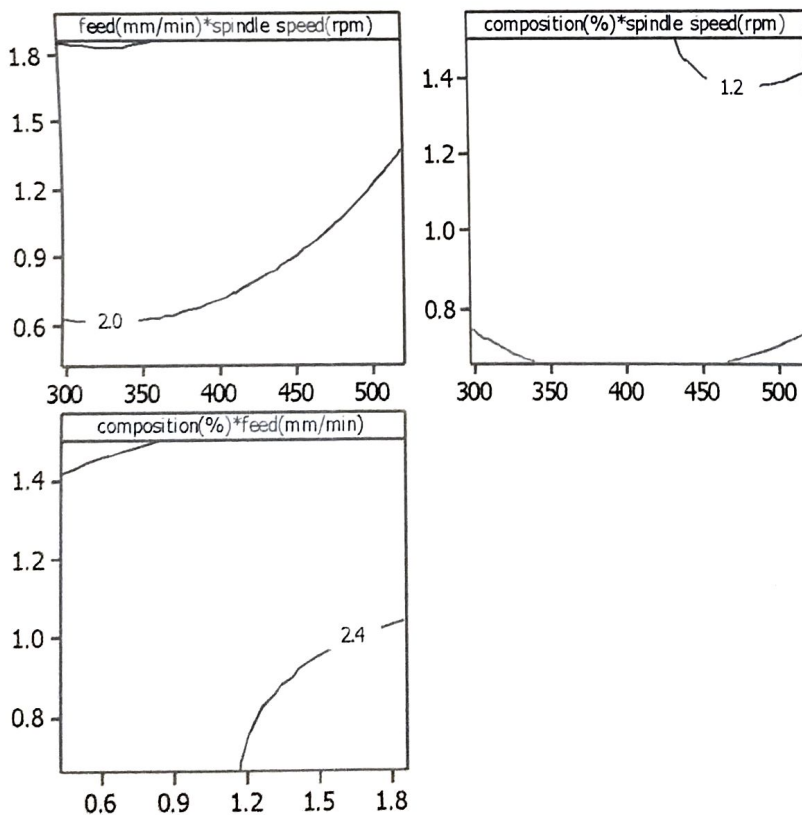 feed(mm/min)*spindle speed(rpm)
1.8
1.5
1.2
0.9
0.6
2.0
300 350 400 450 500
composition(%)*spindle speed(rpm)
1.4
1.2
1.2
1.0
0.8
300 350 400 450 500
composition(%)*feed(mm/min)
1.4
1.2
1.0
2.4
0.8
0.6 0.9 1.2 1.5 1.8